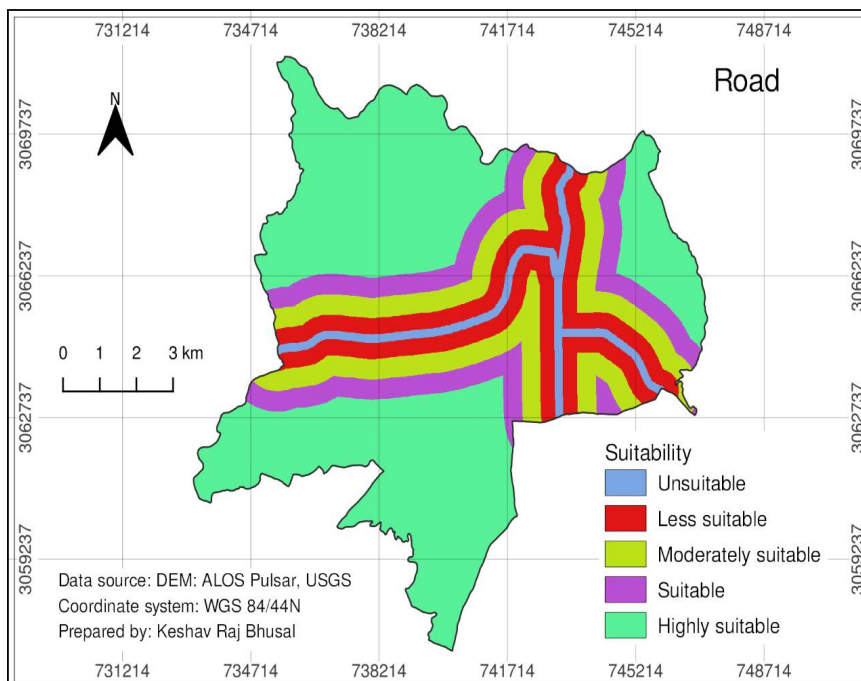 731214 734714 738214 741714 745214 748714
Road
N
3069737 3069737
3066237 3066237
0 1 2 3 km
3062737 3062737
Suitability
Unsuitable
Less suitable
Moderately suitable
Suitable
Highly suitable
3059237 3059237
Data source: DEM: ALOS Pulsar, USGS
Coordinate system: WGS 84/44N
Prepared by: Keshav Raj Bhusal
731214 734714 738214 741714 745214 748714